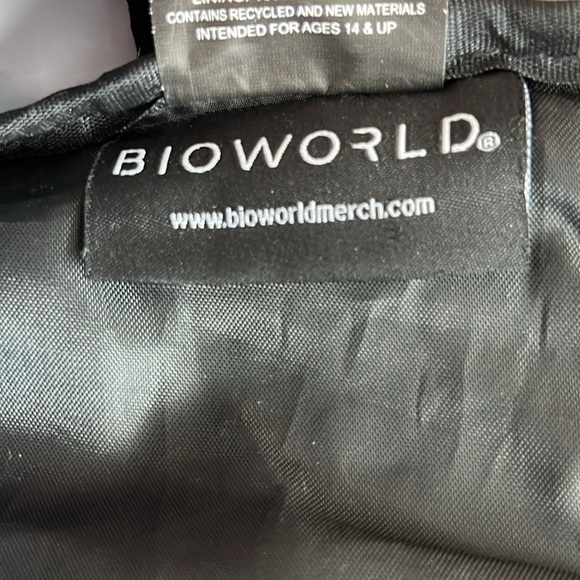 CONTAINS RECYCLED AND NEW MATERIALS
INTENDED FOR AGES 14 & UP
BIOWORLD®
www.bioworldmerch.com